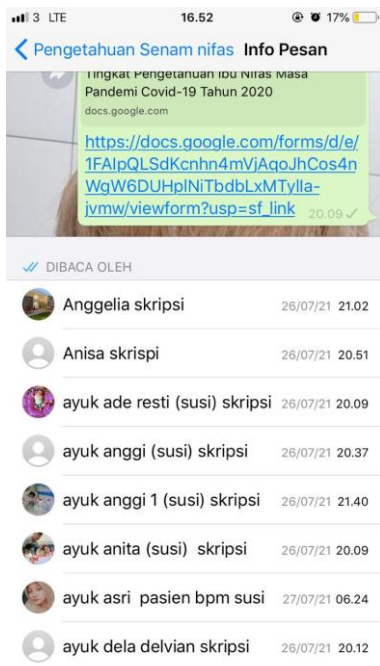 3 LTE 16.52 17%
Pengetahuan Senam nifas Info Pesan
Tingkat Pengetahuan Ibu Nifas Masa
Pandemi Covid-19 Tahun 2020
docs.google.com
https://docs.google.com/forms/d/e/
1FAIpQLSdKcnhn4mVjAqoJhCos4n
WgW6DUHplNiTbdbLxMTylla-
jvmw/viewform?usp=sf_link 20.09
DIBACA OLEH
Anggelia skripsi 26/07/21 21.02
Anisa skrispi 26/07/21 20.51
ayuk ade resti (susi) skripsi 26/07/21 20.09
ayuk anggi (susi) skripsi 26/07/21 20.37
ayuk anggi 1 (susi) skripsi 26/07/21 21.40
ayuk anita (susi) skripsi 26/07/21 20.09
ayuk asri pasien bpm susi 27/07/21 06.24
ayuk dela delvian skripsi 26/07/21 20.12